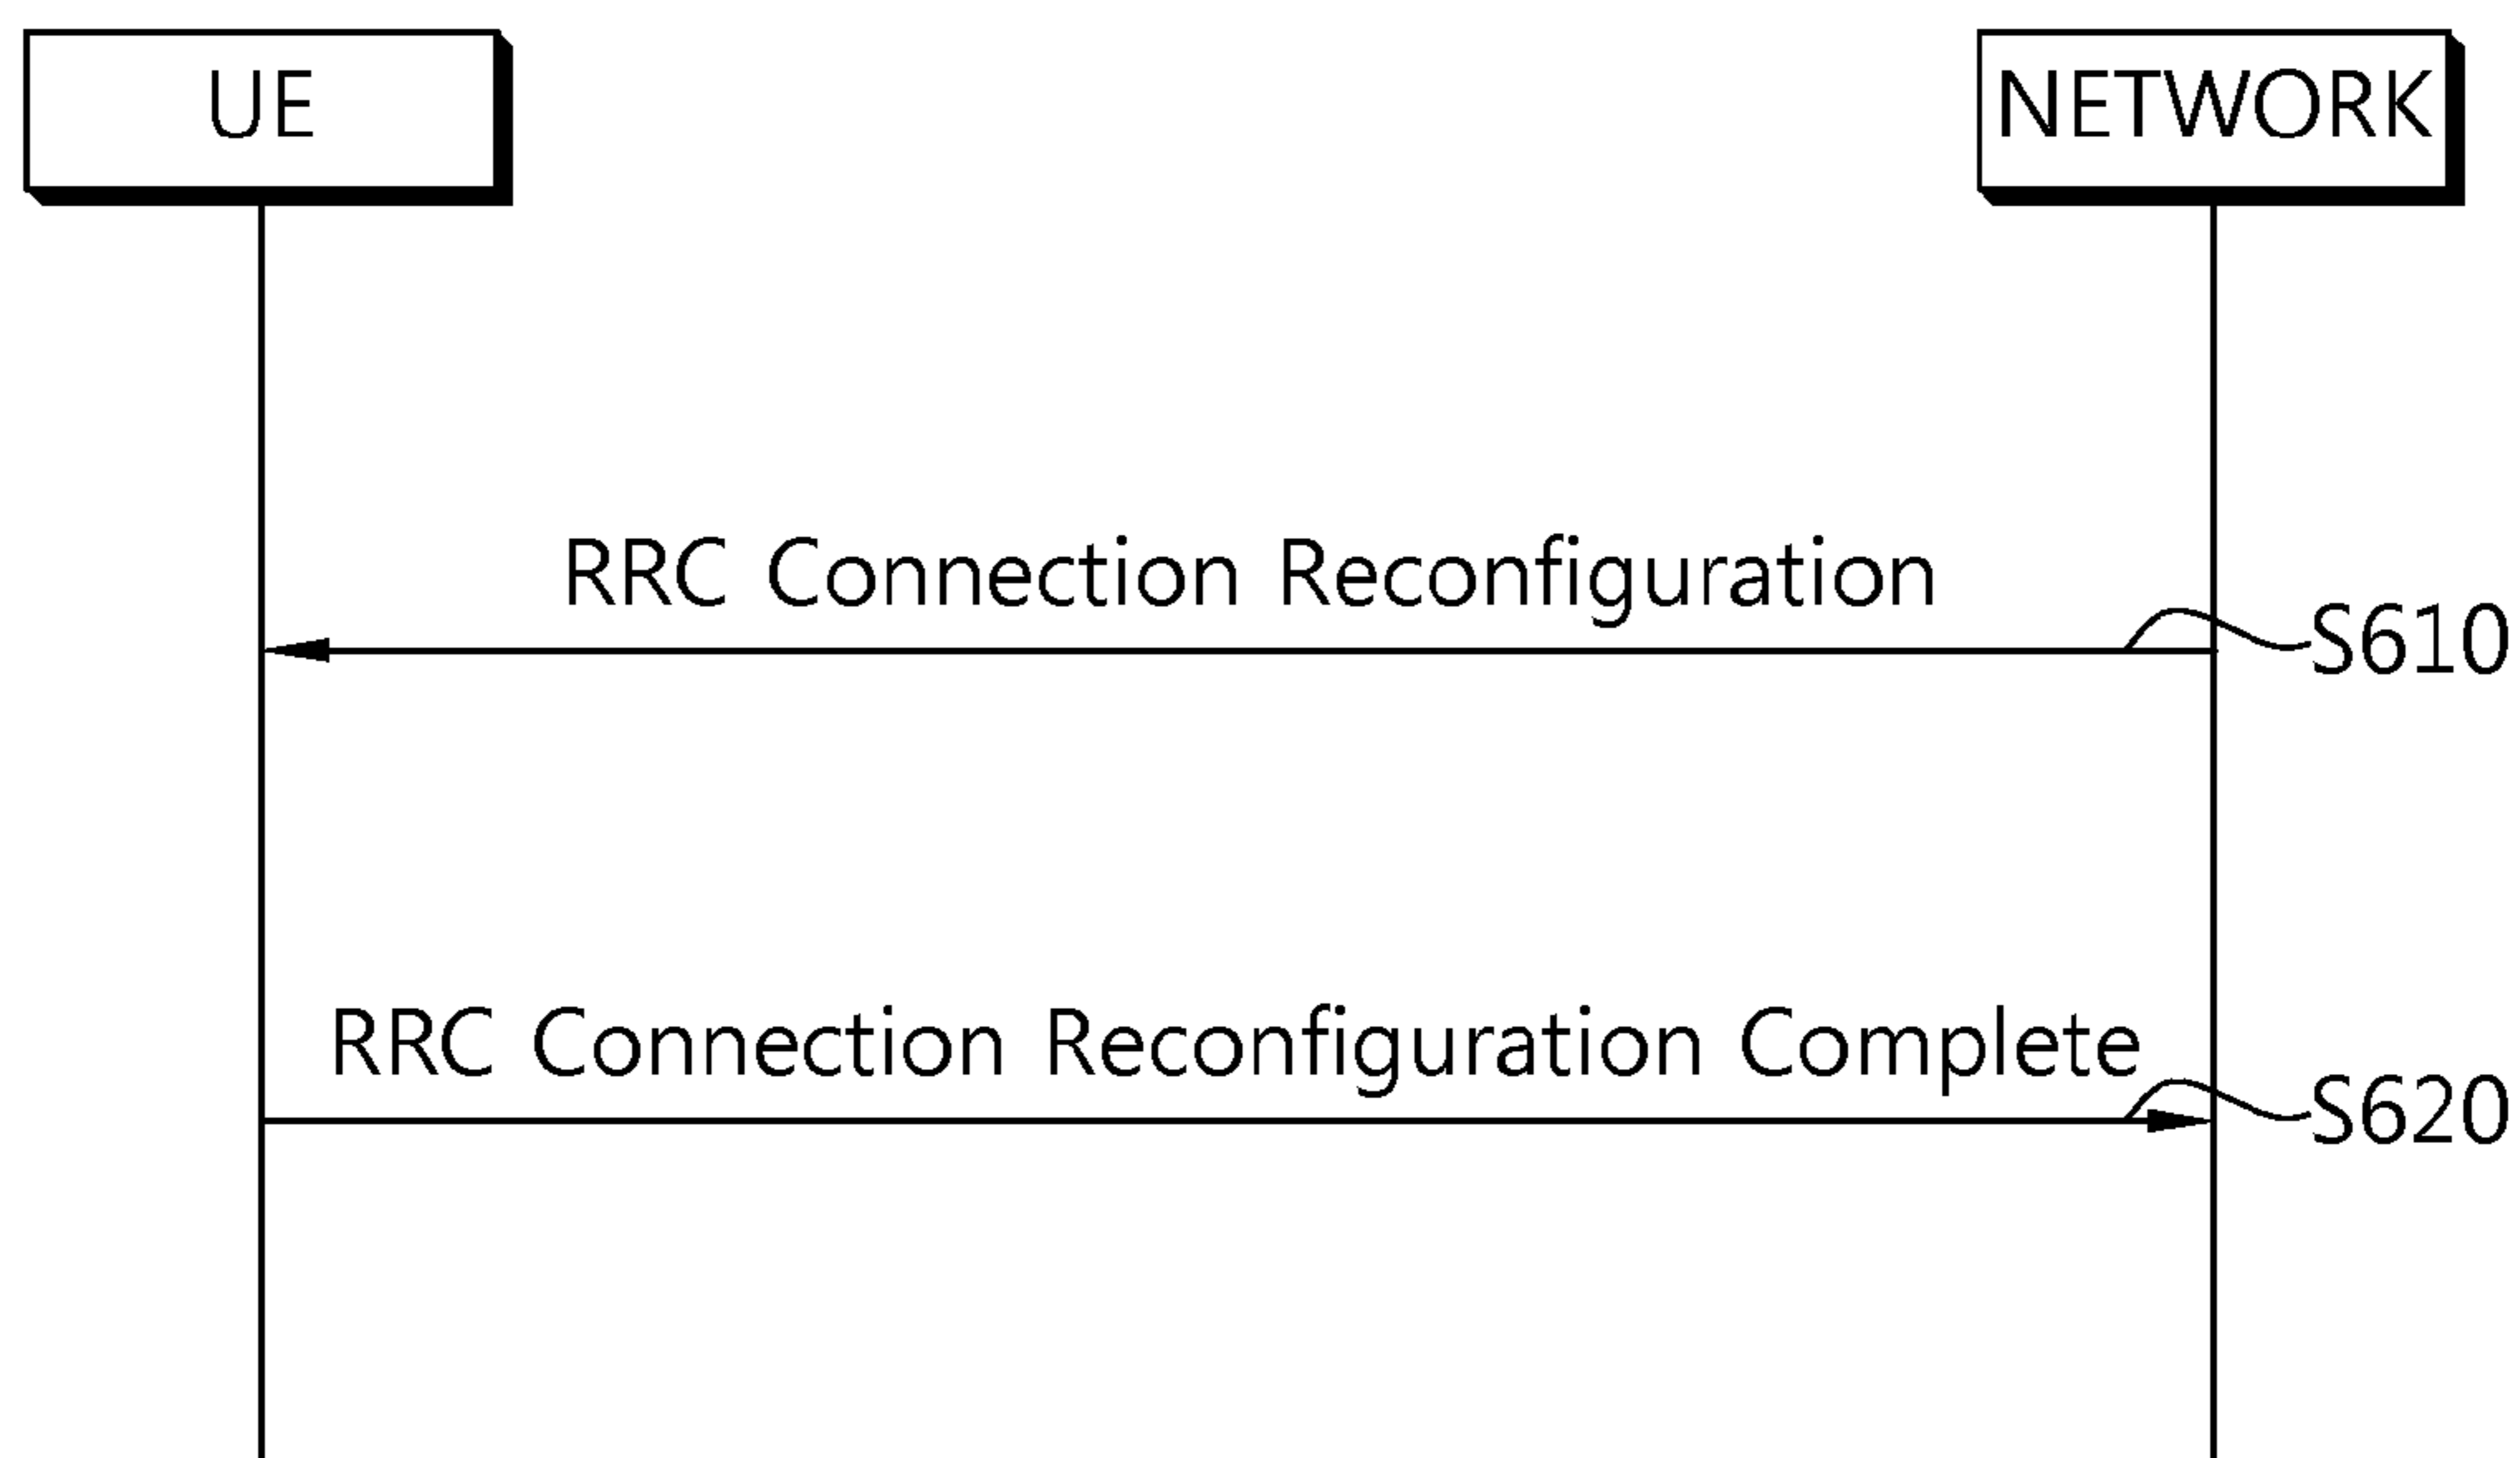 UE
NETWORK
RRC Connection Reconfiguration
S610
RRC Connection Reconfiguration Complete
S620